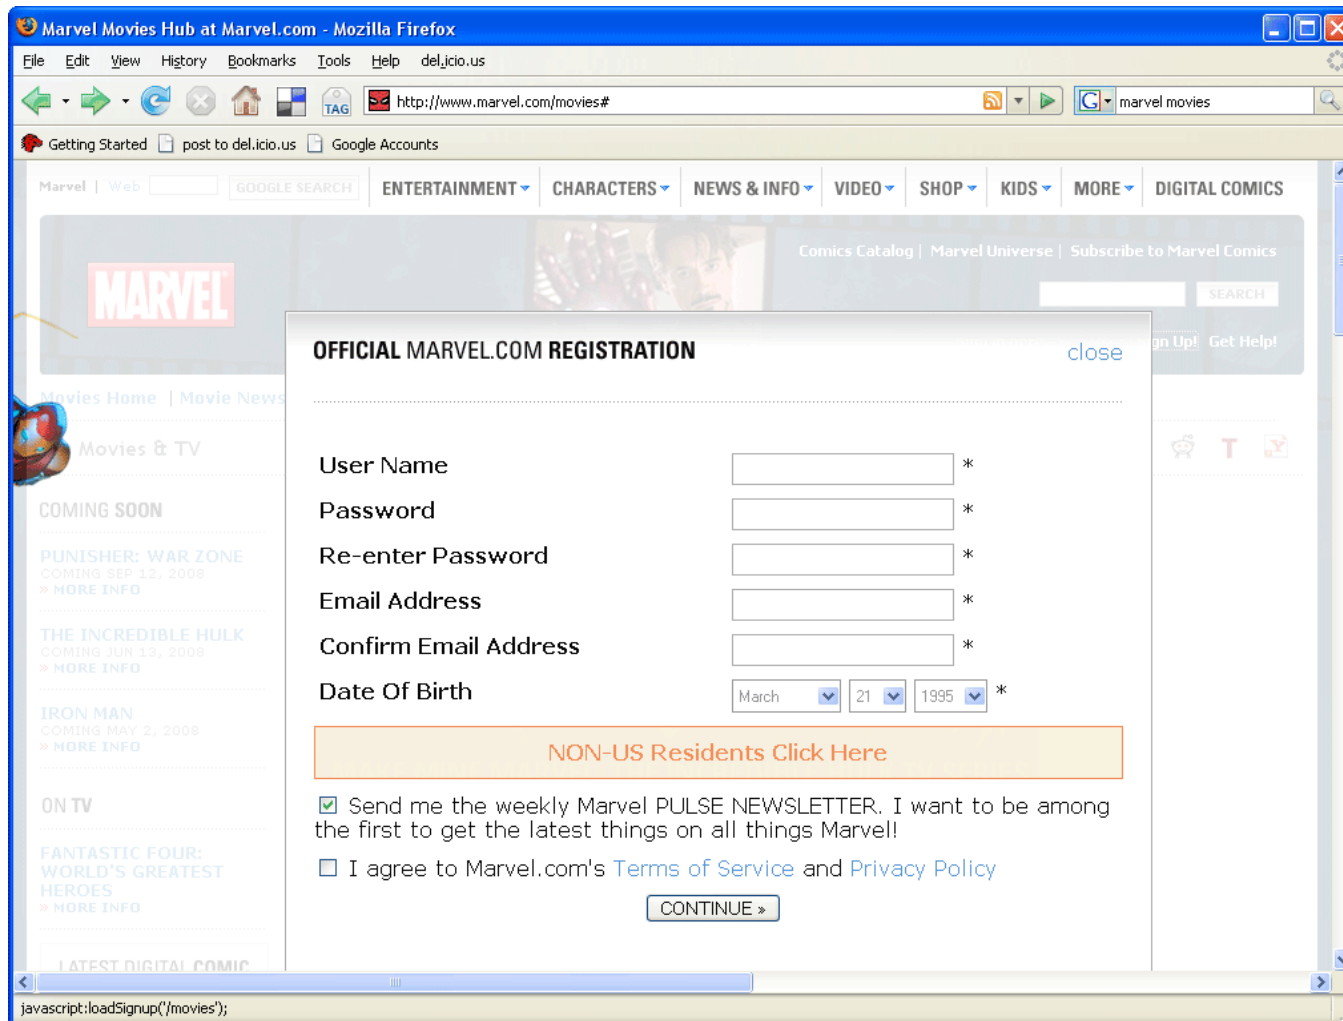 Marvel Movies Hub at Marvel.com - Mozilla Firefox
File Edit View History Bookmarks Tools Help del.icio.us
TAG http://www.marvel.com/movies# G marvel movies
Getting Started post to del.icio.us Google Accounts
Marvel | Web GOOGLE SEARCH ENTERTAINMENT CHARACTERS NEWS & INFO VIDEO SHOP KIDS MORE DIGITAL COMICS
Comics Catalog | Marvel Universe | Subscribe to Marvel Comics
MARVEL
SEARCH
gn Up! Get Help!
OFFICIAL MARVEL.COM REGISTRATION close
Movies Home | Movie News
Movies & TV
T Y
User Name *
Password *
Re-enter Password *
Email Address *
Confirm Email Address *
Date Of Birth March 21 1995 *
NON-US Residents Click Here
Send me the weekly Marvel PULSE NEWSLETTER. I want to be among
the first to get the latest things on all things Marvel!
I agree to Marvel.com's Terms of Service and Privacy Policy
CONTINUE »
COMING SOON
PUNISHER: WAR ZONE
COMING SEP 12, 2008
» MORE INFO
THE INCREDIBLE HULK
COMING JUN 13, 2008
» MORE INFO
IRON MAN
COMING MAY 2, 2008
» MORE INFO
ON TV
FANTASTIC FOUR:
WORLD'S GREATEST
HEROES
» MORE INFO
LATEST DIGITAL COMIC
javascript:loadSignup('/movies');